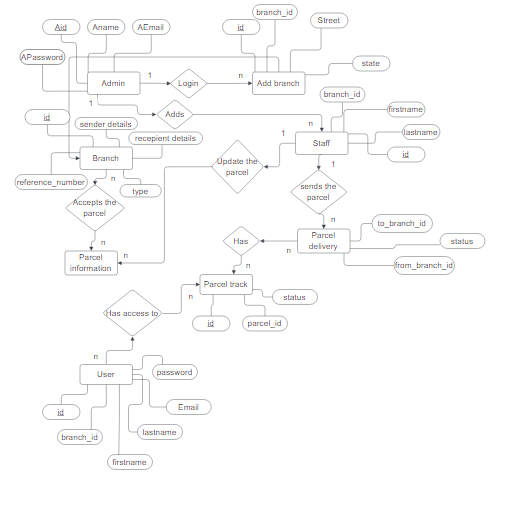 branch_id
Street
Aid
Aname
AEmail
id
APassword
state
Admin
1
Login
n
Add branch
branch_id
1
Adds
firstname
id
sender details
n
lastname
recepient details
1
Staff
id
Branch
Update the
parcel
1
reference_number
n
type
sends the
parcel
Accepts the
parcel
n
to_branch_id
n
Has
n
Parcel
delivery
status
Parcel
information
n
n
from_branch_id
Parcel track
n
status
Has access to
id
parcel_id
n
User
password
id
Email
branch_id
lastname
firstname